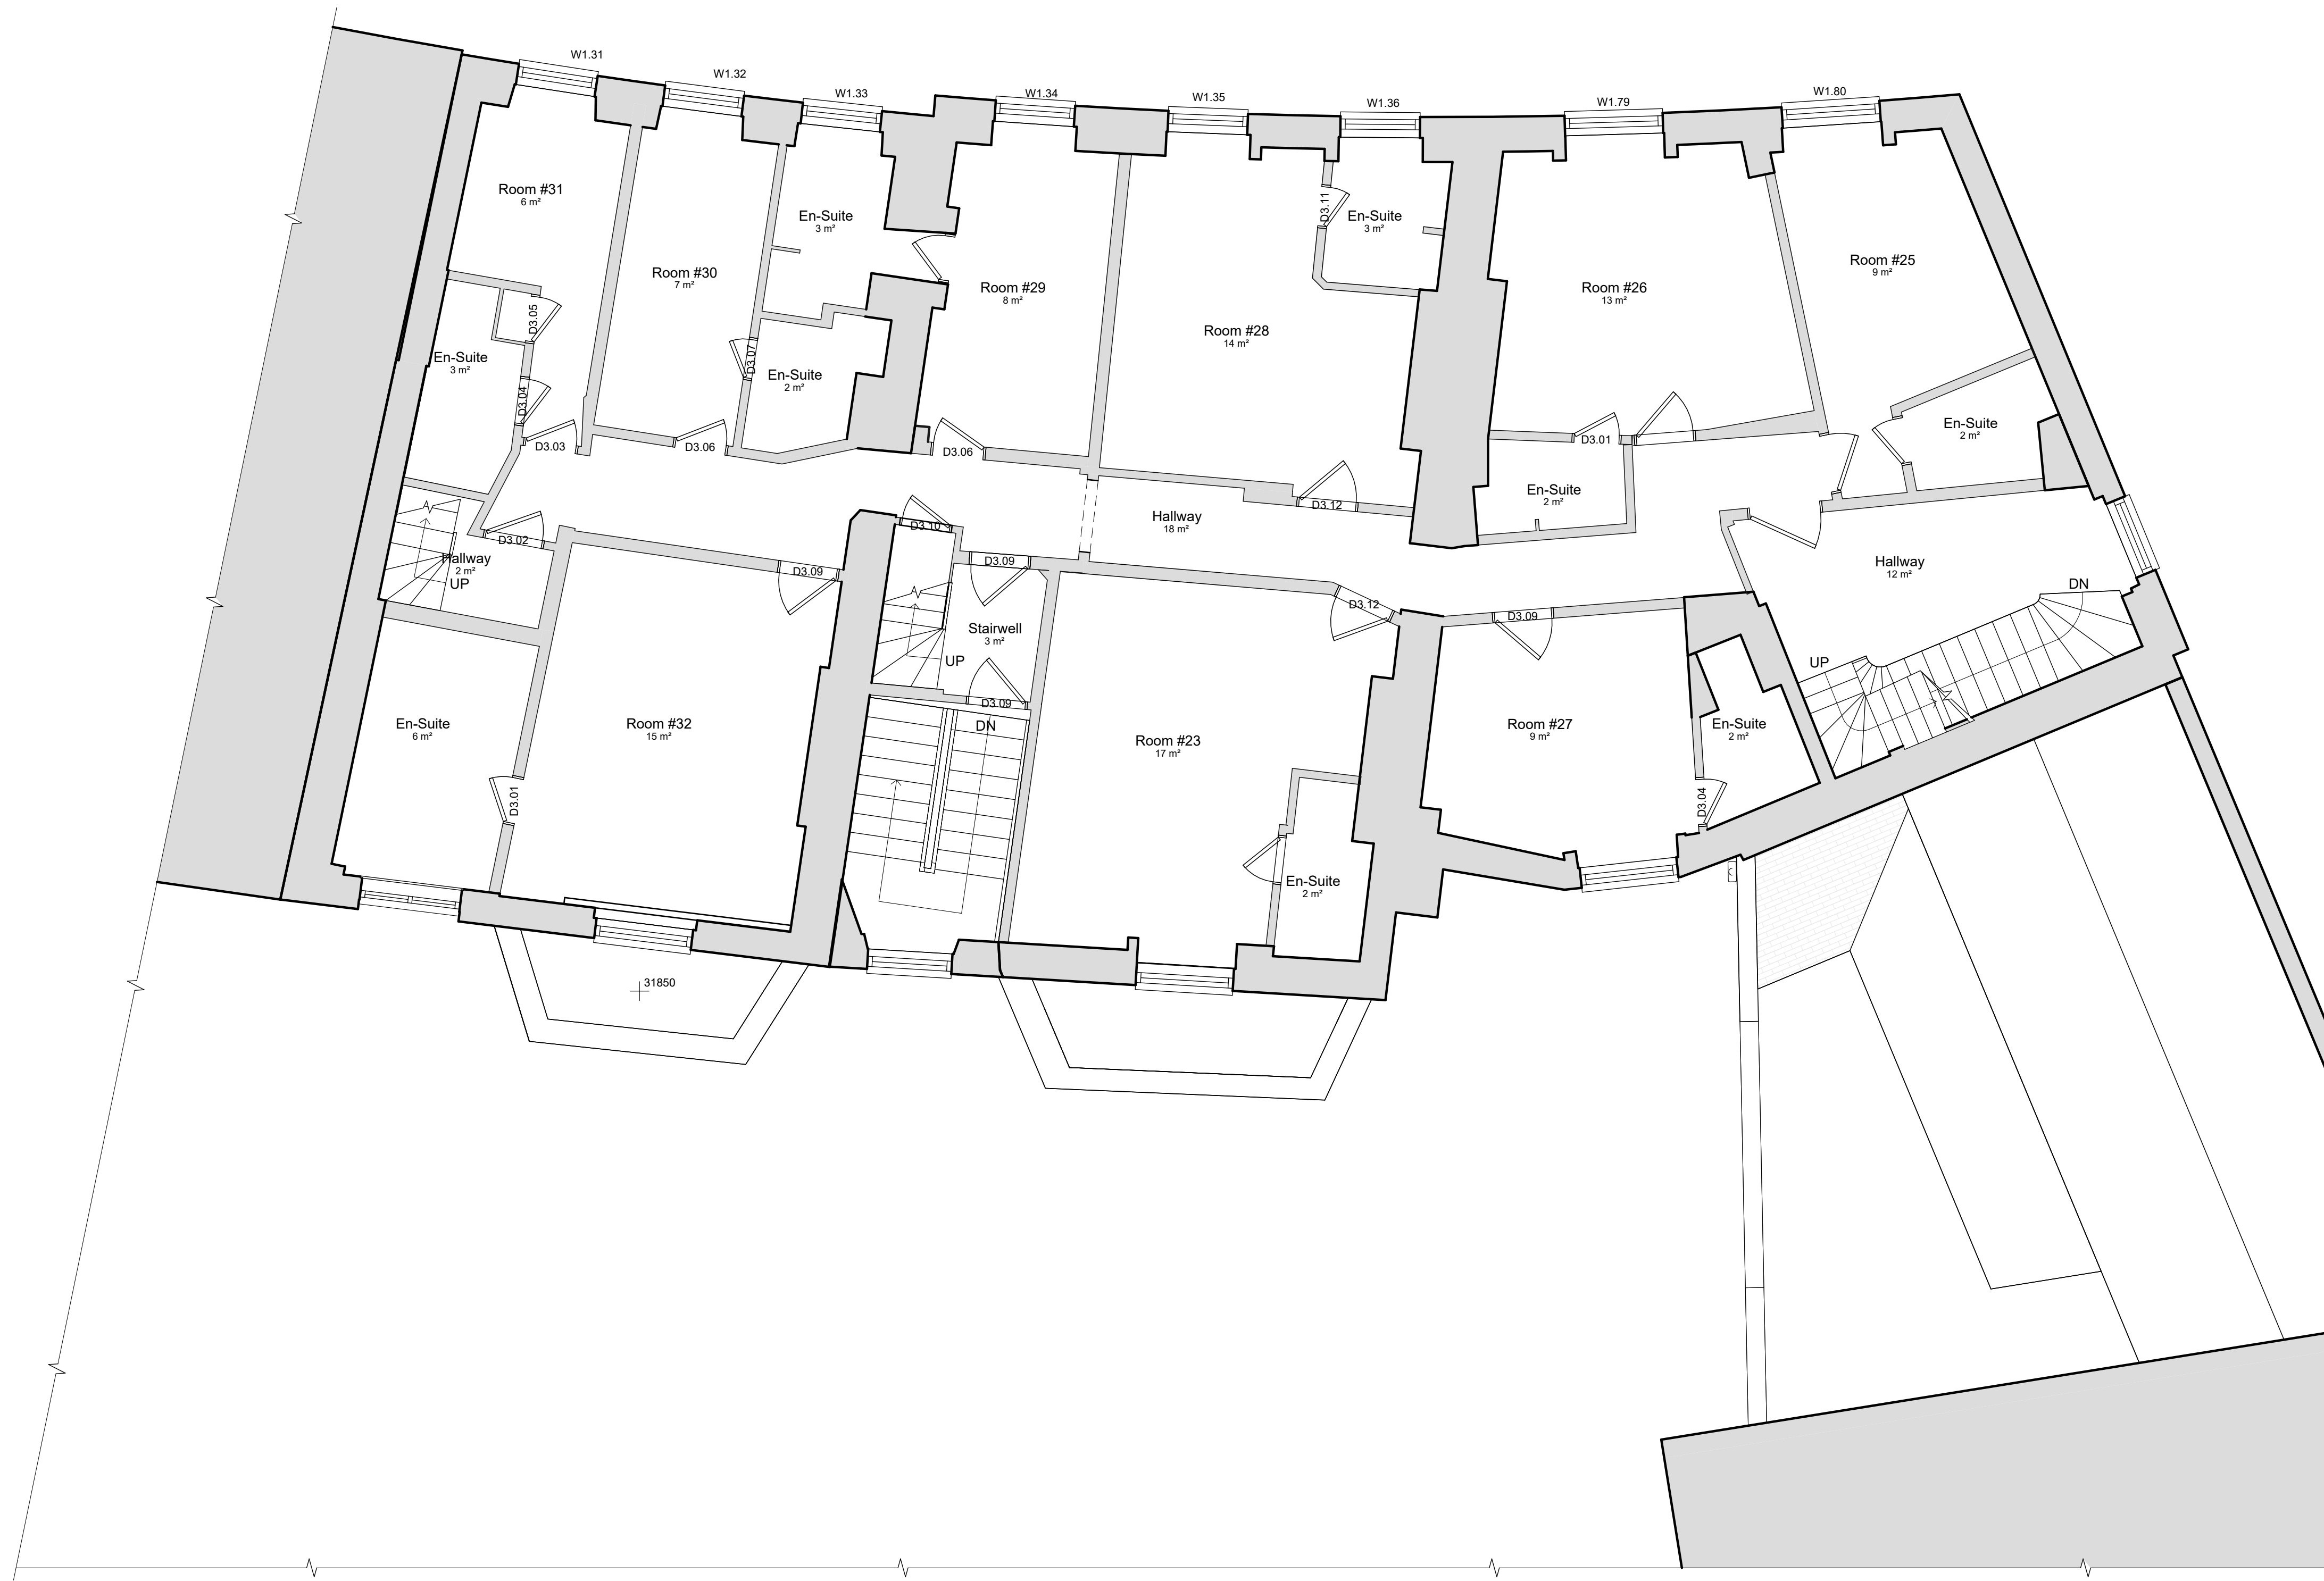 W1.31
W1.32
W1.33
W1.34
W1.35
W1.36
W1.79
W1.80
Room #31
6 m²
D3.11
En-Suite
3 m²
En-Suite
3 m²
Room #25
9 m²
Room #30
7 m²
Room #29
8 m²
Room #26
13 m²
D3.05
Room #28
14 m²
En-Suite
3 m²
D3.07
En-Suite
2 m²
D3.04
En-Suite
2 m²
D3.03
D3.06
D3.06
D3.01
En-Suite
2 m²
D3.12
Hallway
18 m²
D3.10
D3.02
Hallway
2 m²
UP
D3.09
D3.09
Hallway
12 m²
DN
D3.12
D3.09
Stairwell
3 m²
UP
UP
D3.09
DN
En-Suite
6 m²
Room #32
15 m²
Room #23
17 m²
Room #27
9 m²
En-Suite
2 m²
D3.01
D3.04
En-Suite
2 m²
31850